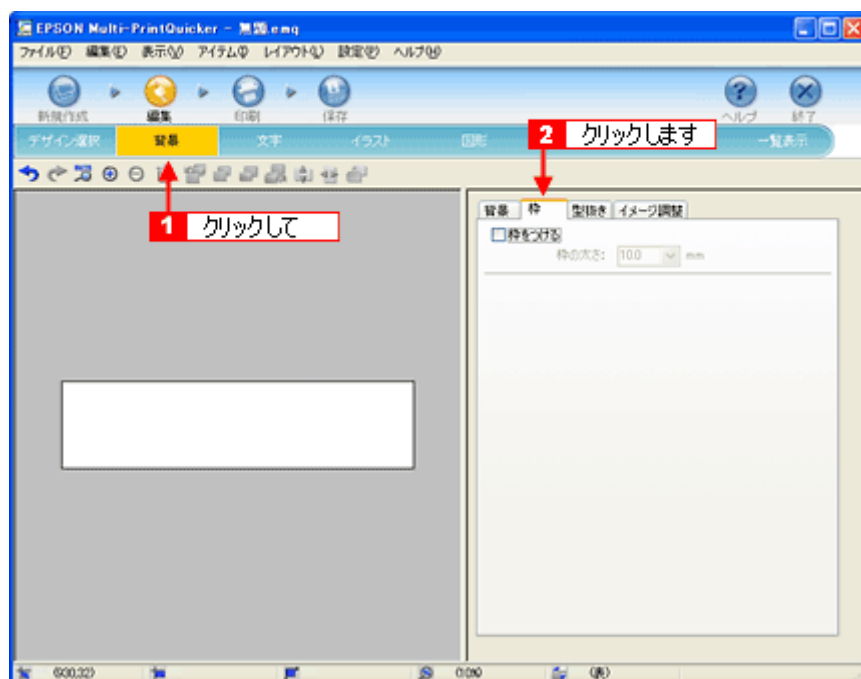 EPSON Multi-PrintQuicker - 無題.emq
ファイル(F) 編集(E) 表示(V) アイテム(I) レイアウト(L) 設定(P) ヘルプ(H)
新規作成 編集 印刷 保存 ヘルプ 終了
デザイン選択 背景 文字 イラスト 図形 一覧表示
2 クリックします
1 クリックして
背景 枠 型抜き イメージ調整
枠をつける
枠の太さ: 10.0 mm
(表)